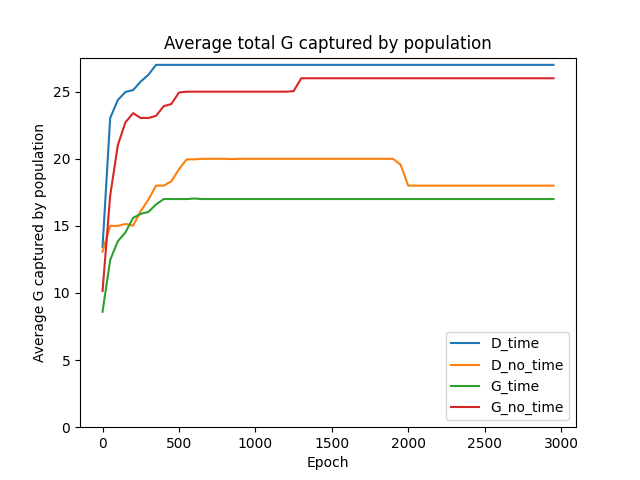 Average total G captured by population
Average G captured by population
25
20
15
10
5
0
0 500 1000 1500 2000 2500 3000
Epoch
D_time
D_no_time
G_time
G_no_time